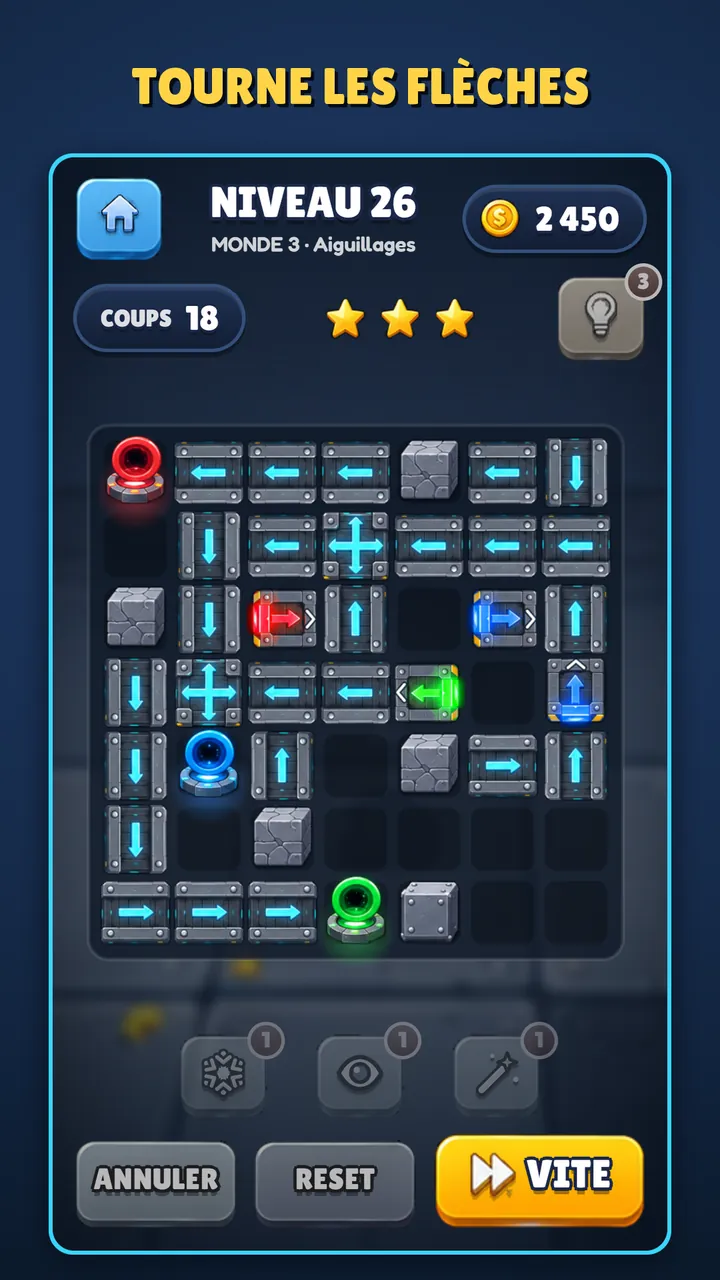 TOURNE LES FLÈCHES
NIVEAU 26
MONDE 3 · Aiguillages
2 450
COUPS 18
3
1
1
1
ANNULER
RESET
VITE